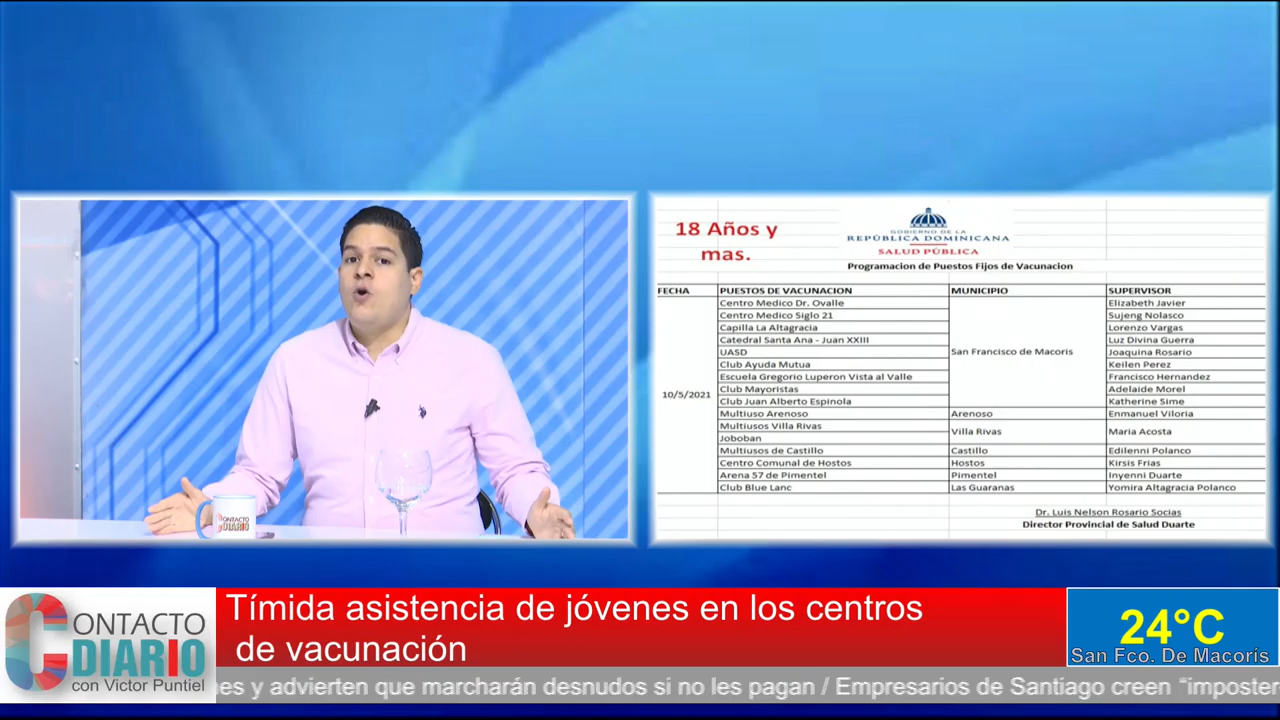 18 Años y
mas.
GOBIERNO DE LA
REPÚBLICA DOMINICANA
SALUD PÚBLICA
Programacion de Puestos Fijos de Vacunacion
FECHA PUESTOS DE VACUNACION MUNICIPIO SUPERVISOR
Centro Medico Dr. Ovalle Elizabeth Javier
Centro Medico Siglo 21 Sujeng Nolasco
Capilla La Altagracia Lorenzo Vargas
Catedral Santa Ana - Juan XXIII Luz Divina Guerra
UASD San Francisco de Macoris Joaquina Rosario
Club Ayuda Mutua Keilen Perez
Escuela Gregorio Luperon Vista al Valle Francisco Hernandez
Club Mayoristas Adelaide Morel
10/5/2021
Club Juan Alberto Espinola Katherine Sime
Multiuso Arenoso Arenoso Enmanuel Viloria
Multiusos Villa Rivas Villa Rivas Maria Acosta
Joboban
Multiusos de Castillo Castillo Edilenni Polanco
Centro Comunal de Hostos Hostos Kirsis Frias
Arena 57 de Pimentel Pimentel Inyenni Duarte
Club Blue Lanc Las Guaranas Yomira Altagracia Polanco
Dr. Luis Nelson Rosario Socias
Director Provincial de Salud Duarte
CONTACTO
DIARIO
CONTACTO
DIARIO
con Victor Puntiel
Tímida asistencia de jóvenes en los centros
de vacunación
24°C
San Fco. De Macoris
nes y advierten que marcharán desnudos si no les pagan / Empresarios de Santiago creen “imposter